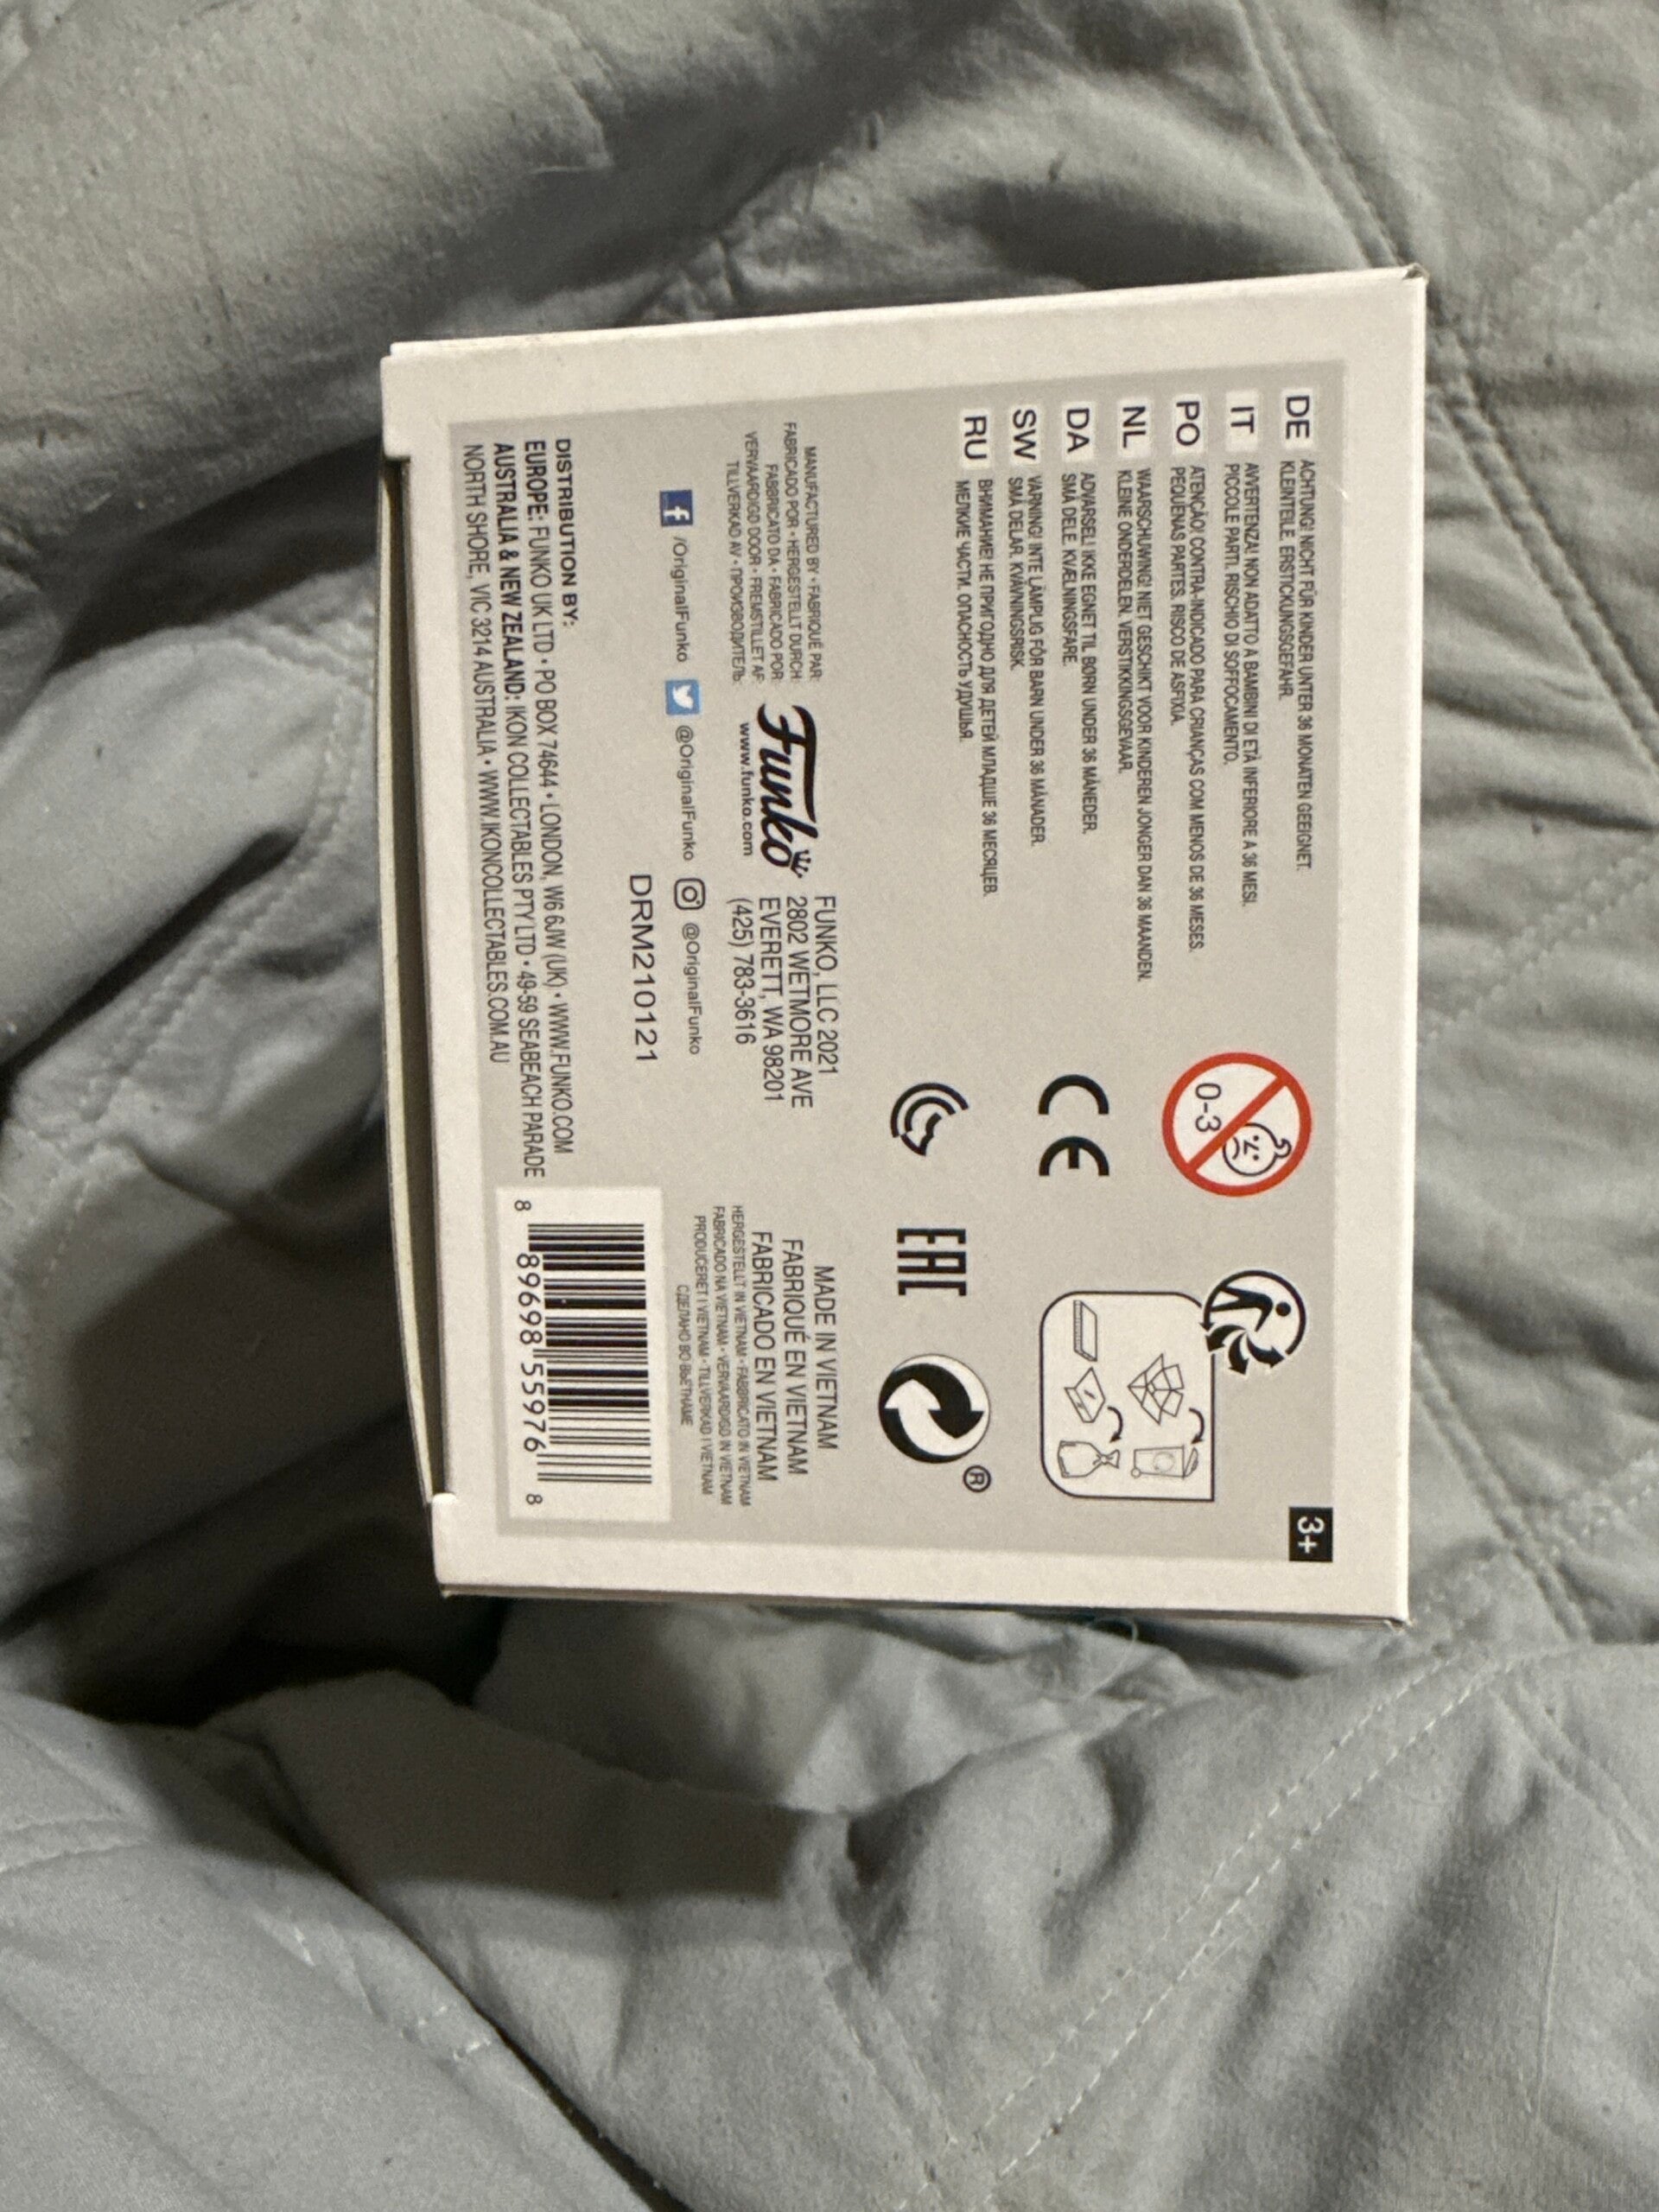 3+
DE ACHTUNG! NICHT FÜR KINDER UNTER 36 MONATEN GEEIGNET.
KLEINTEILE. ERSTICKUNGSGEFAHR.
IT AVVERTENZA! NON ADATTO A BAMBINI DI ETÀ INFERIORE A 36 MESI.
PICCOLE PARTI. RISCHIO DI SOFFOCAMENTO.
PO ATENÇÃO! CONTRA-INDICADO PARA CRIANÇAS COM MENOS DE 36 MESES.
PEQUENAS PARTES. RISCO DE ASFIXIA.
NL WAARSCHUWING! NIET GESCHIKT VOOR KINDEREN JONGER DAN 36 MAANDEN.
KLEINE ONDERDELEN. VERSTIKKINGSGEVAAR.
DA ADVARSEL! IKKE EGNET TIL BØRN UNDER 36 MÅNEDER.
SMÅ DELE. KVÆLNINGSFARE.
SW VARNING! INTE LÄMPLIG FÖR BARN UNDER 36 MÅNADER.
SMÅ DELAR. KVÄVNINGSRISK.
RU ВНИМАНИЕ! НЕ ПРИГОДНО ДЛЯ ДЕТЕЙ МЛАДШЕ 36 МЕСЯЦЕВ.
МЕЛКИЕ ЧАСТИ. ОПАСНОСТЬ УДУШЬЯ.
0-3
CE
EAC
®
MANUFACTURED BY • FABRIQUÉ PAR:
FABRICADO POR • HERGESTELLT DURCH:
FABBRICATO DA • FABRICADO POR:
VERVAARDIGD DOOR • FREMSTILLET AF:
TILLVERKAD AV • ПРОИЗВОДИТЕЛЬ:
Funko
www.funko.com
FUNKO, LLC 2021
2802 WETMORE AVE
EVERETT, WA 98201
(425) 783-3616
MADE IN VIETNAM
FABRIQUÉ EN VIETNAM
FABRICADO EN VIETNAM
HERGESTELLT IN VIETNAM • FABBRICATO IN VIETNAM
FABRICADO NA VIETNAM • VERVAARDIGD IN VIETNAM
PRODUCERET I VIETNAM • TILLVERKAD I VIETNAM
СДЕЛАНО ВО ВЬЕТНАМЕ
f /OriginalFunko @OriginalFunko @OriginalFunko
DRM210121
DISTRIBUTION BY:
EUROPE: FUNKO UK LTD • PO BOX 74644 • LONDON, W6 6JW (UK) • WWW.FUNKO.COM
AUSTRALIA & NEW ZEALAND: IKON COLLECTABLES PTY LTD • 49-59 SEABEACH PARADE
NORTH SHORE, VIC 3214 AUSTRALIA • WWW.IKONCOLLECTABLES.COM.AU
8 89698 55976 8